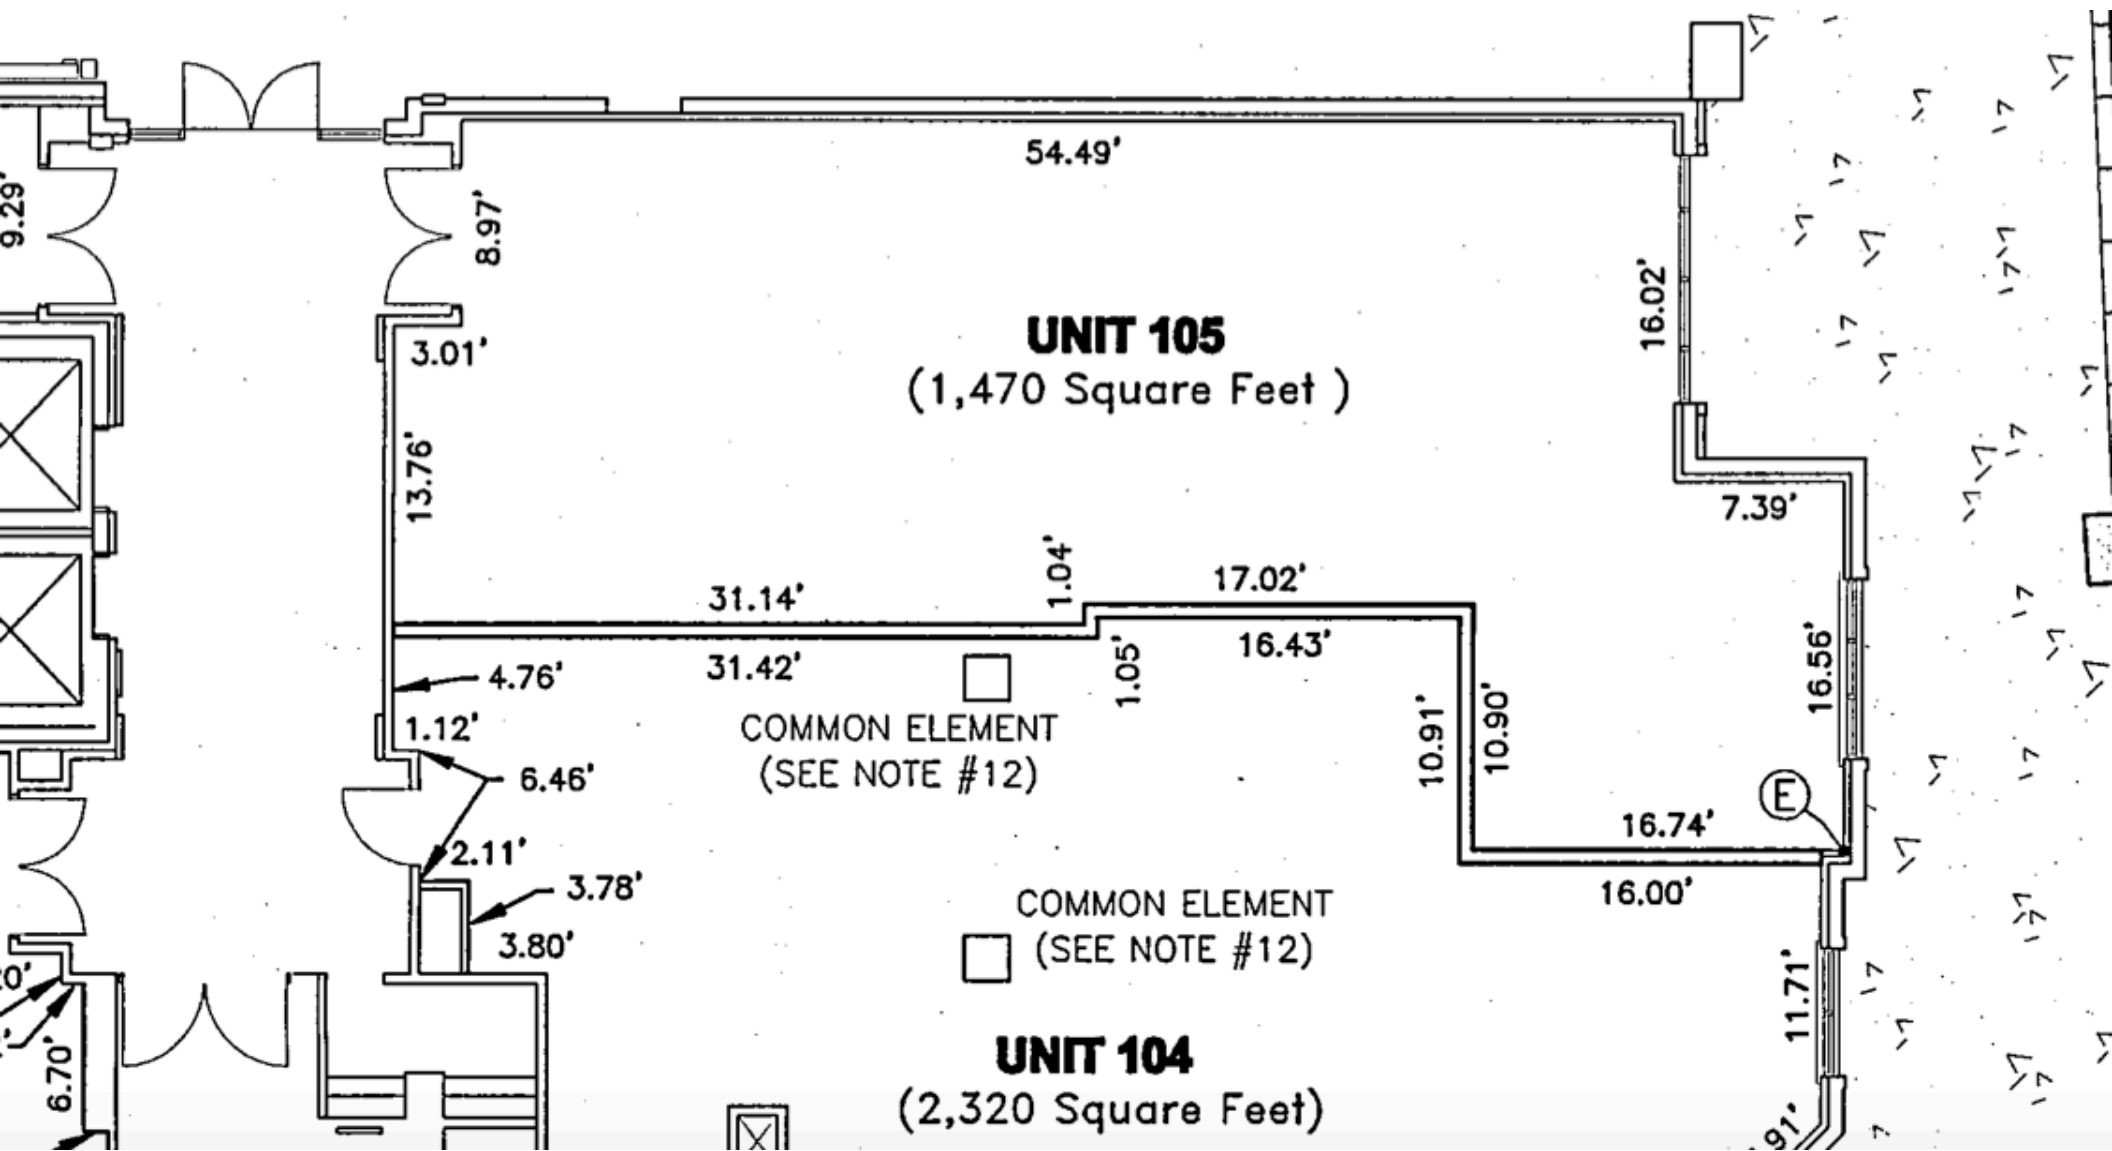 54.49'
9.29'
8.97'
16.02'
UNIT 105
(1,470 Square Feet )
3.01'
13.76'
7.39'
1.04'
17.02'
31.14'
16.43'
31.42'
1.05'
4.76'
16.56'
1.12'
COMMON ELEMENT
(SEE NOTE #12)
10.91'
10.90'
6.46'
E
16.74'
2.11'
3.78'
16.00'
COMMON ELEMENT
(SEE NOTE #12)
3.80'
11.71'
6.70'
UNIT 104
(2,320 Square Feet)